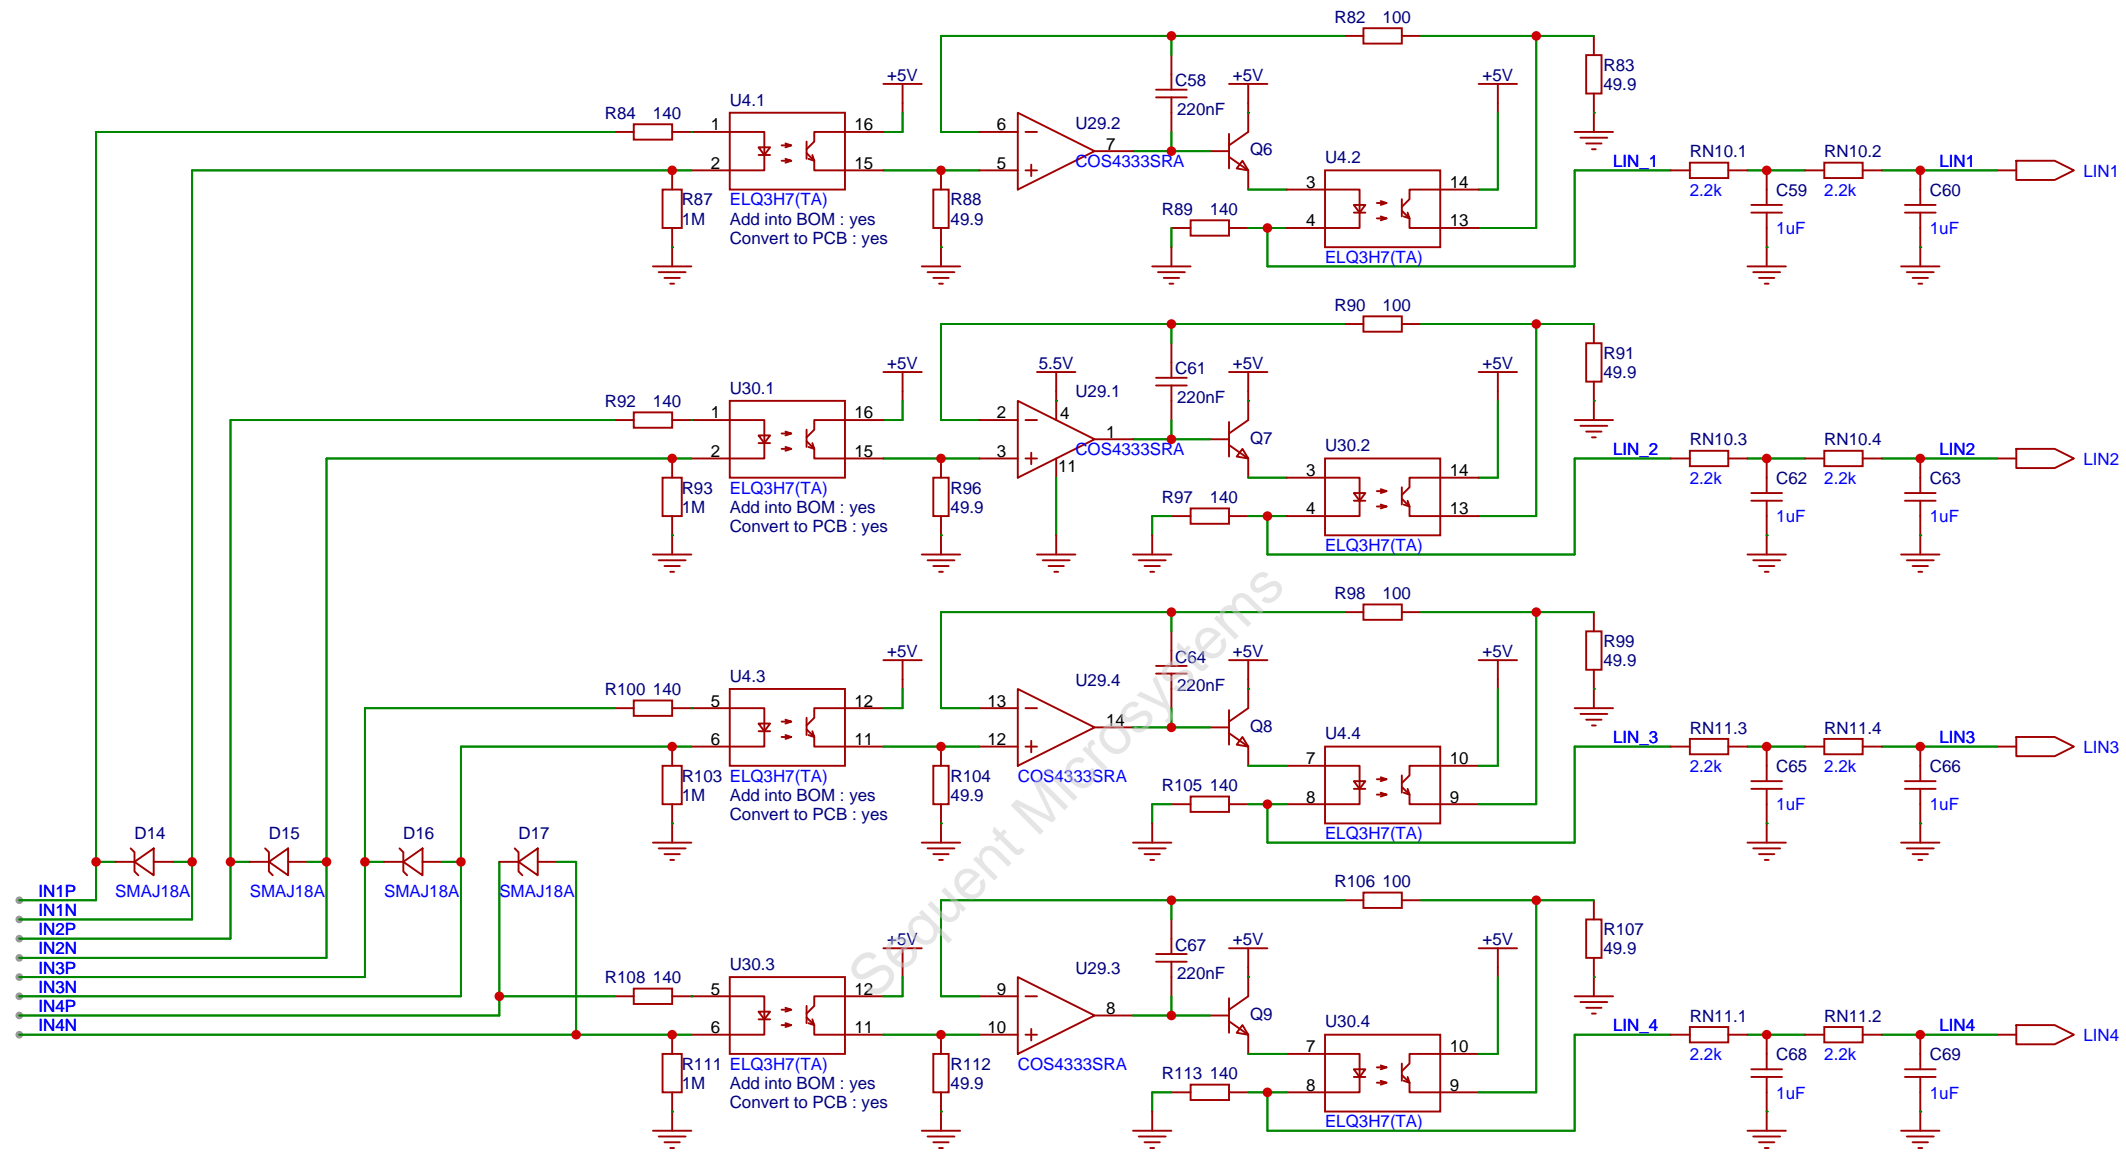 R82 100
+5V
C58
220nF
+5V
+5V
R83
49.9
R84 140
U4.1
1
2
16
15
R87
1M
ELQ3H7(TA)
Add into BOM : yes
Convert to PCB : yes
R88
49.9
6
5
7
U29.2
COS4333SRA
Q6
U4.2
3
4
14
13
R89 140
ELQ3H7(TA)
LIN_1
RN10.1
2.2k
C59
1uF
RN10.2
2.2k
LIN1
C60
1uF
LIN1
R90 100
+5V
5.5V
C61
220nF
+5V
+5V
R91
49.9
R92 140
U30.1
1
2
16
15
R93
1M
ELQ3H7(TA)
Add into BOM : yes
Convert to PCB : yes
R96
49.9
2
3
4
11
1
U29.1
COS4333SRA
Q7
U30.2
3
4
14
13
R97 140
ELQ3H7(TA)
LIN_2
RN10.3
2.2k
C62
1uF
RN10.4
2.2k
LIN2
C63
1uF
LIN2
R98 100
+5V
C64
220nF
+5V
+5V
R99
49.9
R100 140
U4.3
5
6
12
11
R103
1M
ELQ3H7(TA)
Add into BOM : yes
Convert to PCB : yes
R104
49.9
13
12
14
U29.4
COS4333SRA
Q8
U4.4
7
8
10
9
R105 140
ELQ3H7(TA)
LIN_3
RN11.3
2.2k
C65
1uF
RN11.4
2.2k
LIN3
C66
1uF
LIN3
Sequent Microsystems
D14
SMAJ18A
D15
SMAJ18A
D16
SMAJ18A
D17
SMAJ18A
IN1P
IN1N
IN2P
IN2N
IN3P
IN3N
IN4P
IN4N
R106 100
+5V
C67
220nF
+5V
+5V
R107
49.9
R108 140
U30.3
5
6
12
11
R111
1M
ELQ3H7(TA)
Add into BOM : yes
Convert to PCB : yes
R112
49.9
9
10
8
U29.3
COS4333SRA
Q9
U30.4
7
8
10
9
R113 140
ELQ3H7(TA)
LIN_4
RN11.1
2.2k
C68
1uF
RN11.2
2.2k
LIN4
C69
1uF
LIN4